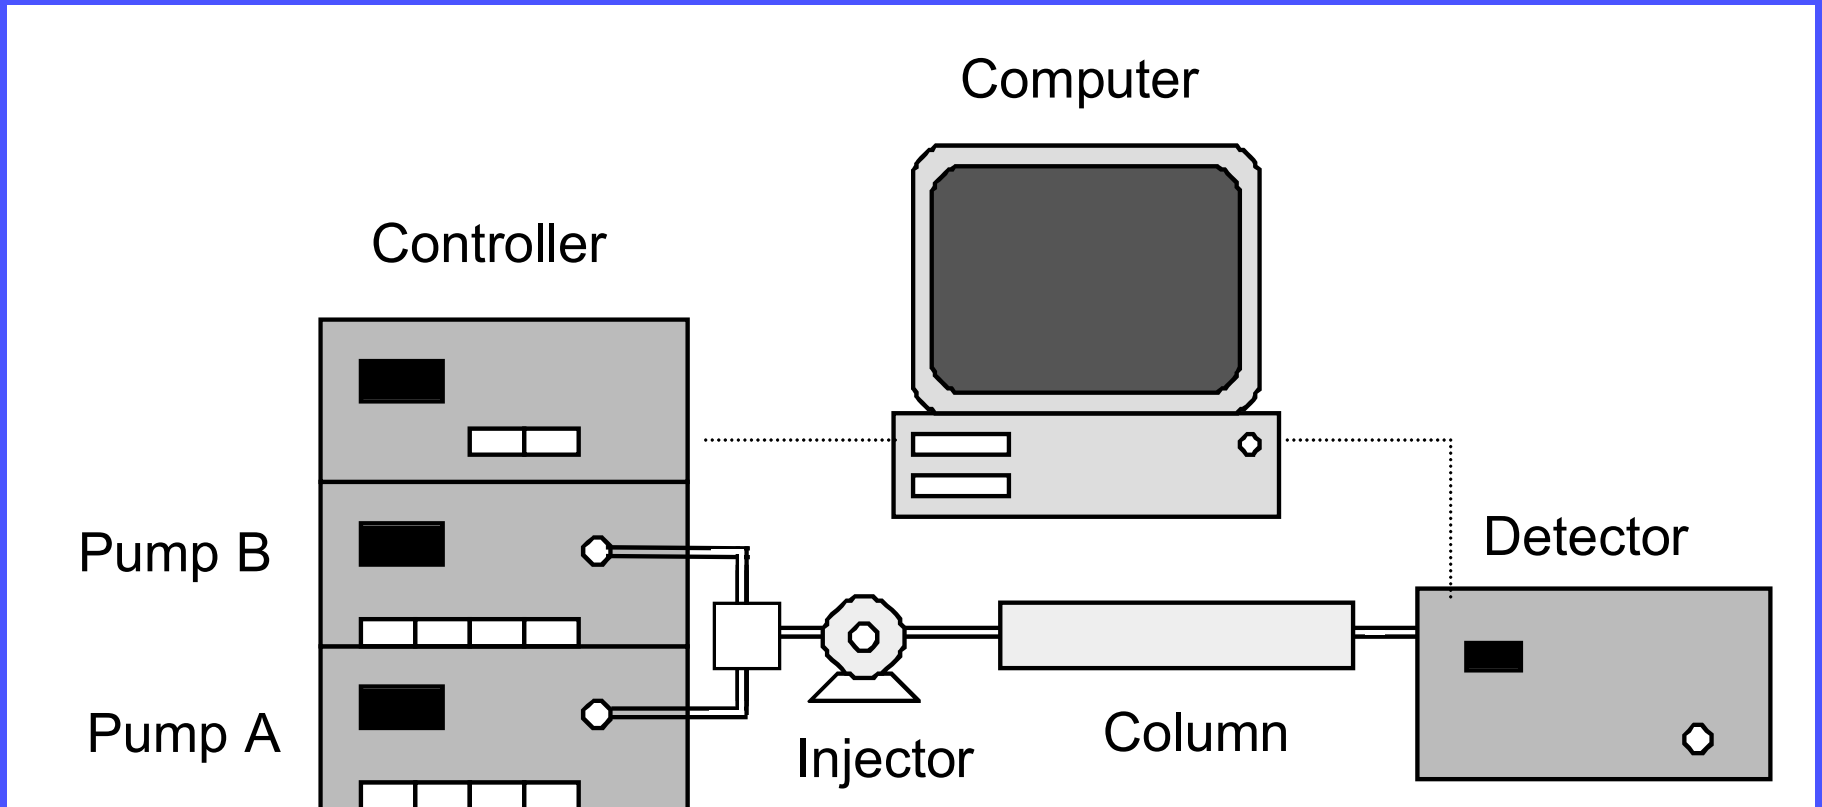 Computer
Controller
Detector
Pump B
Pump A
Injector
Column